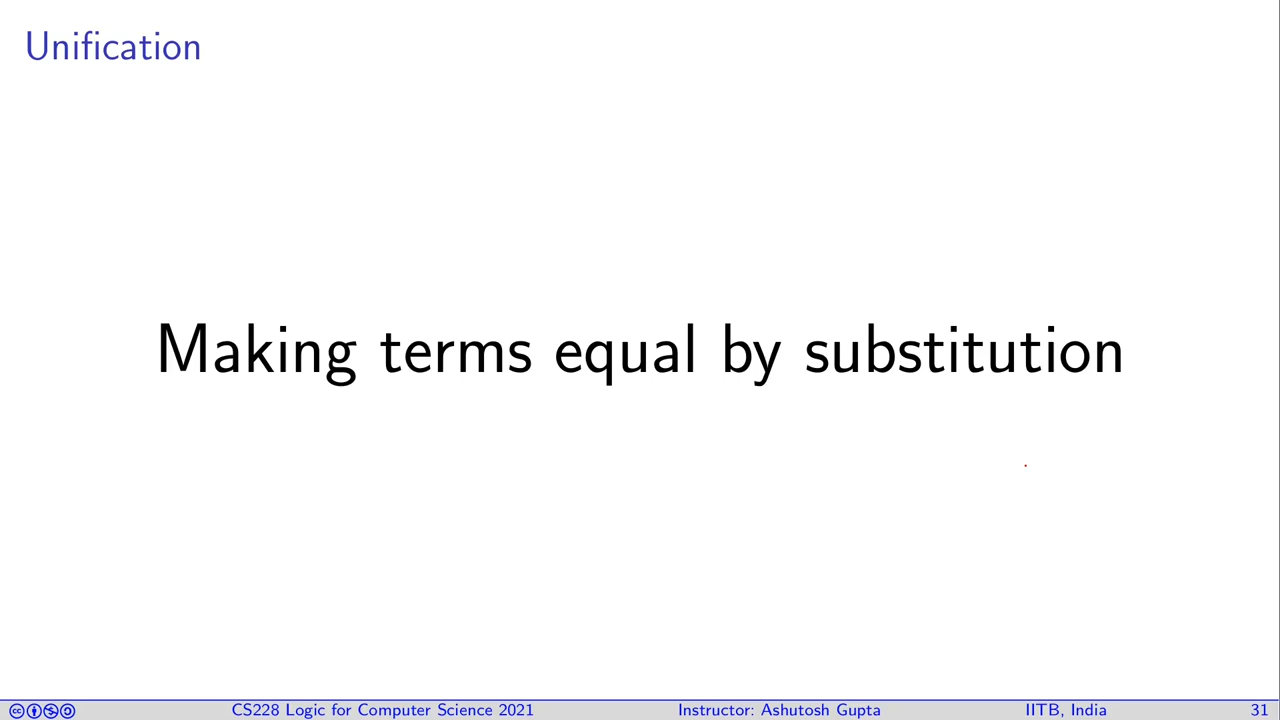 Unification
Making terms equal by substitution
CS228 Logic for Computer Science 2021 Instructor: Ashutosh Gupta IITB, India 31